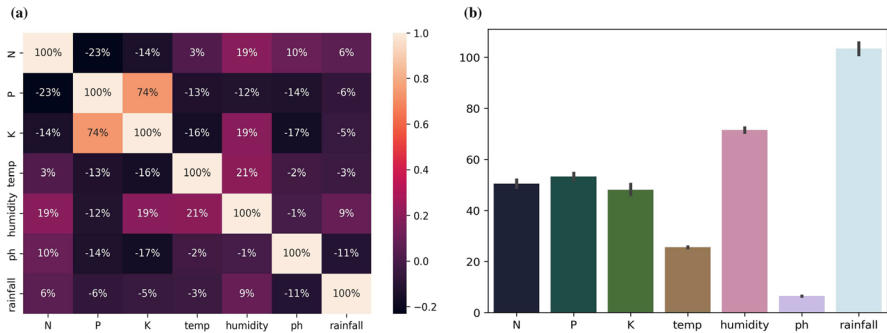 (a)
N 100% -23% -14% 3% 19% 10% 6%
P -23% 100% 74% -13% -12% -14% -6%
K -14% 74% 100% -16% 19% -17% -5%
temp 3% -13% -16% 100% 21% -2% -3%
humidity 19% -12% 19% 21% 100% -1% 9%
ph 10% -14% -17% -2% -1% 100% -11%
rainfall 6% -6% -5% -3% 9% -11% 100%
N P K temp humidity ph rainfall
1.0
0.8
0.6
0.4
0.2
0.0
-0.2
(b)
100
80
60
40
20
0
N P K temp humidity ph rainfall